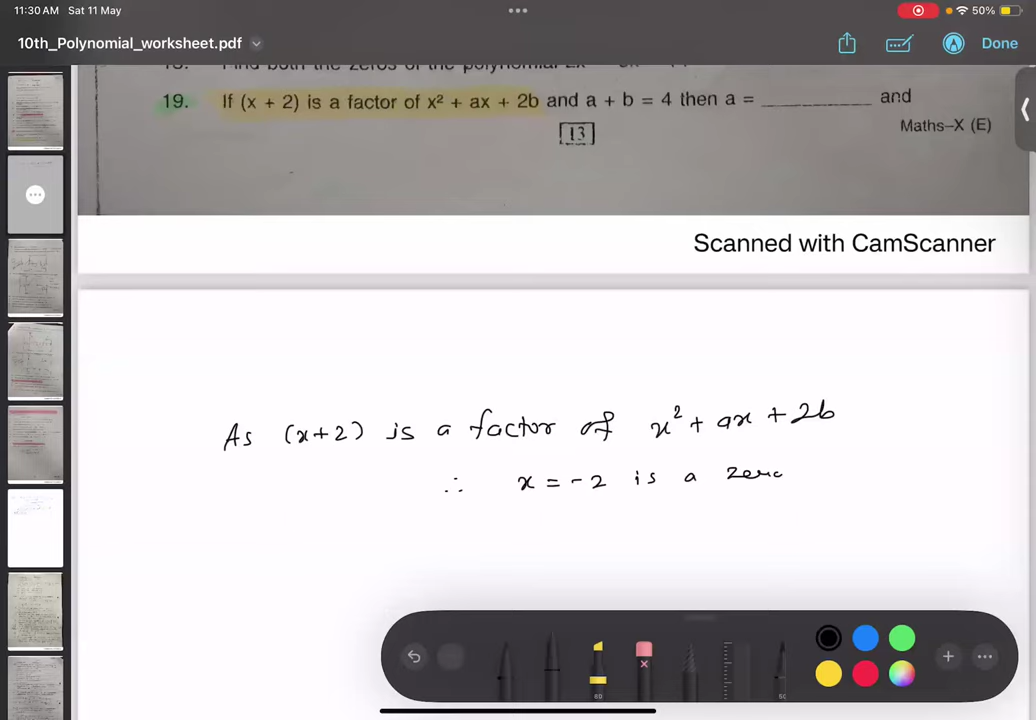 11:30 AM Sat 11 May
50%
10th_Polynomial_worksheet.pdf
Done
19. If (x + 2) is a factor of x² + ax + 2b and a + b = 4 then a = __________ and
[13]
Maths–X (E)
Scanned with CamScanner
As (x+2) is a factor of x² + ax + 2b
∴ x = -2 is a zero
80
50